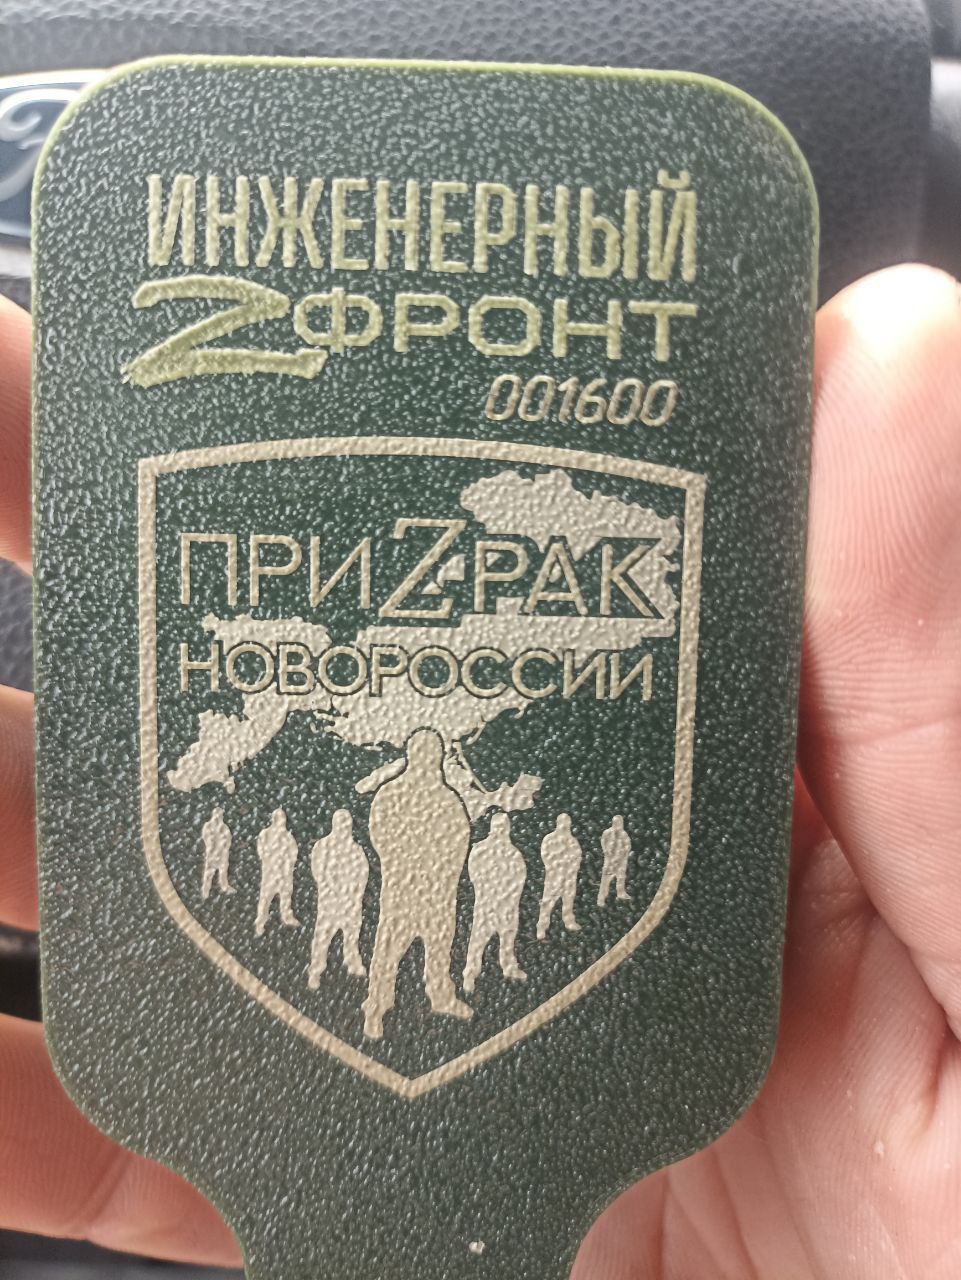 ИНЖЕНЕРНЫЙ
ZФРОНТ
001600
ПРИZРАК
НОВОРОССИИ